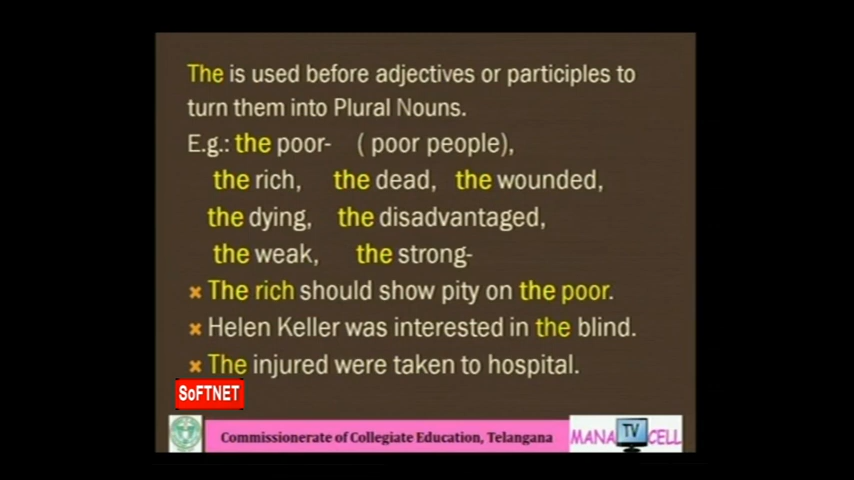 The is used before adjectives or participles to
turn them into Plural Nouns.
E.g.: the poor- ( poor people),
the rich, the dead, the wounded,
the dying, the disadvantaged,
the weak, the strong-
The rich should show pity on the poor.
Helen Keller was interested in the blind.
The injured were taken to hospital.
SoFTNET
Commissionerate of Collegiate Education, Telangana
MANA TV CELL